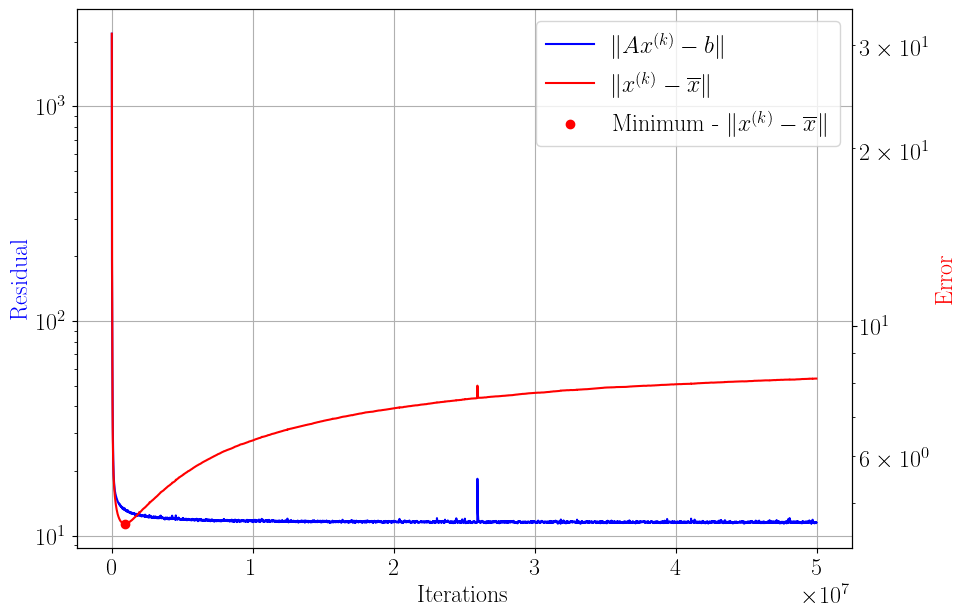 ‖Ax^{(k)} − b‖
‖x^{(k)} − x̅‖
Minimum - ‖x^{(k)} − x̅‖
Residual
10^3
10^2
10^1
3 × 10^1
2 × 10^1
10^1
6 × 10^0
Error
0 1 2 3 4 5
Iterations
×10^7